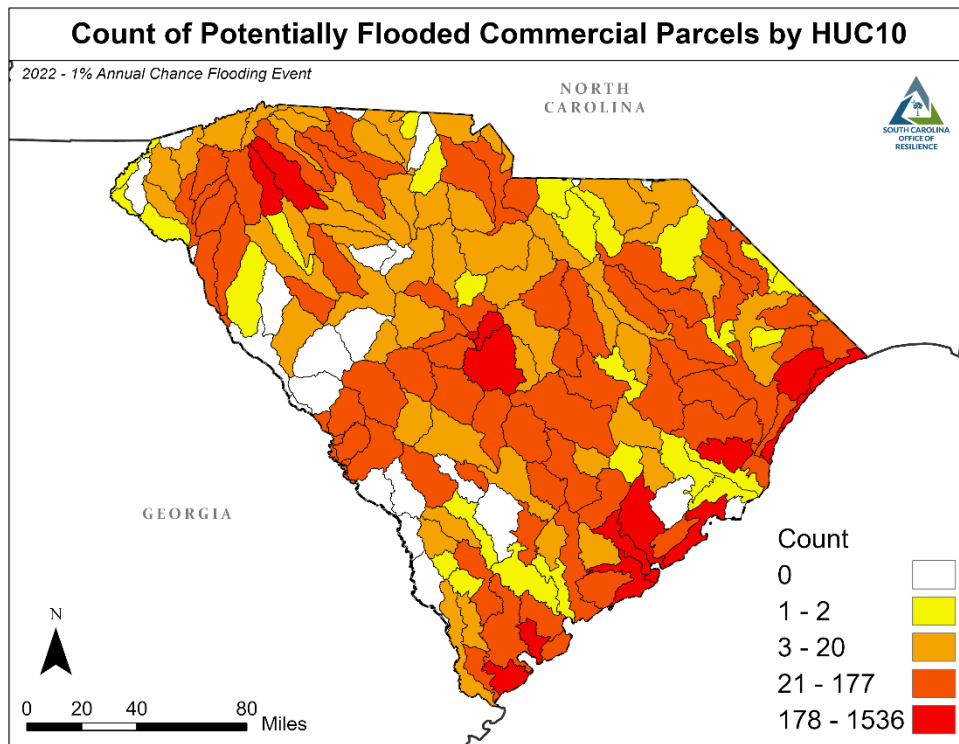 Count of Potentially Flooded Commercial Parcels by HUC10
2022 - 1% Annual Chance Flooding Event
NORTH
CAROLINA
SOUTH CAROLINA
OFFICE OF
RESILIENCE
GEORGIA
Count
0
1 - 2
3 - 20
21 - 177
178 - 1536
N
0 20 40 80
Miles